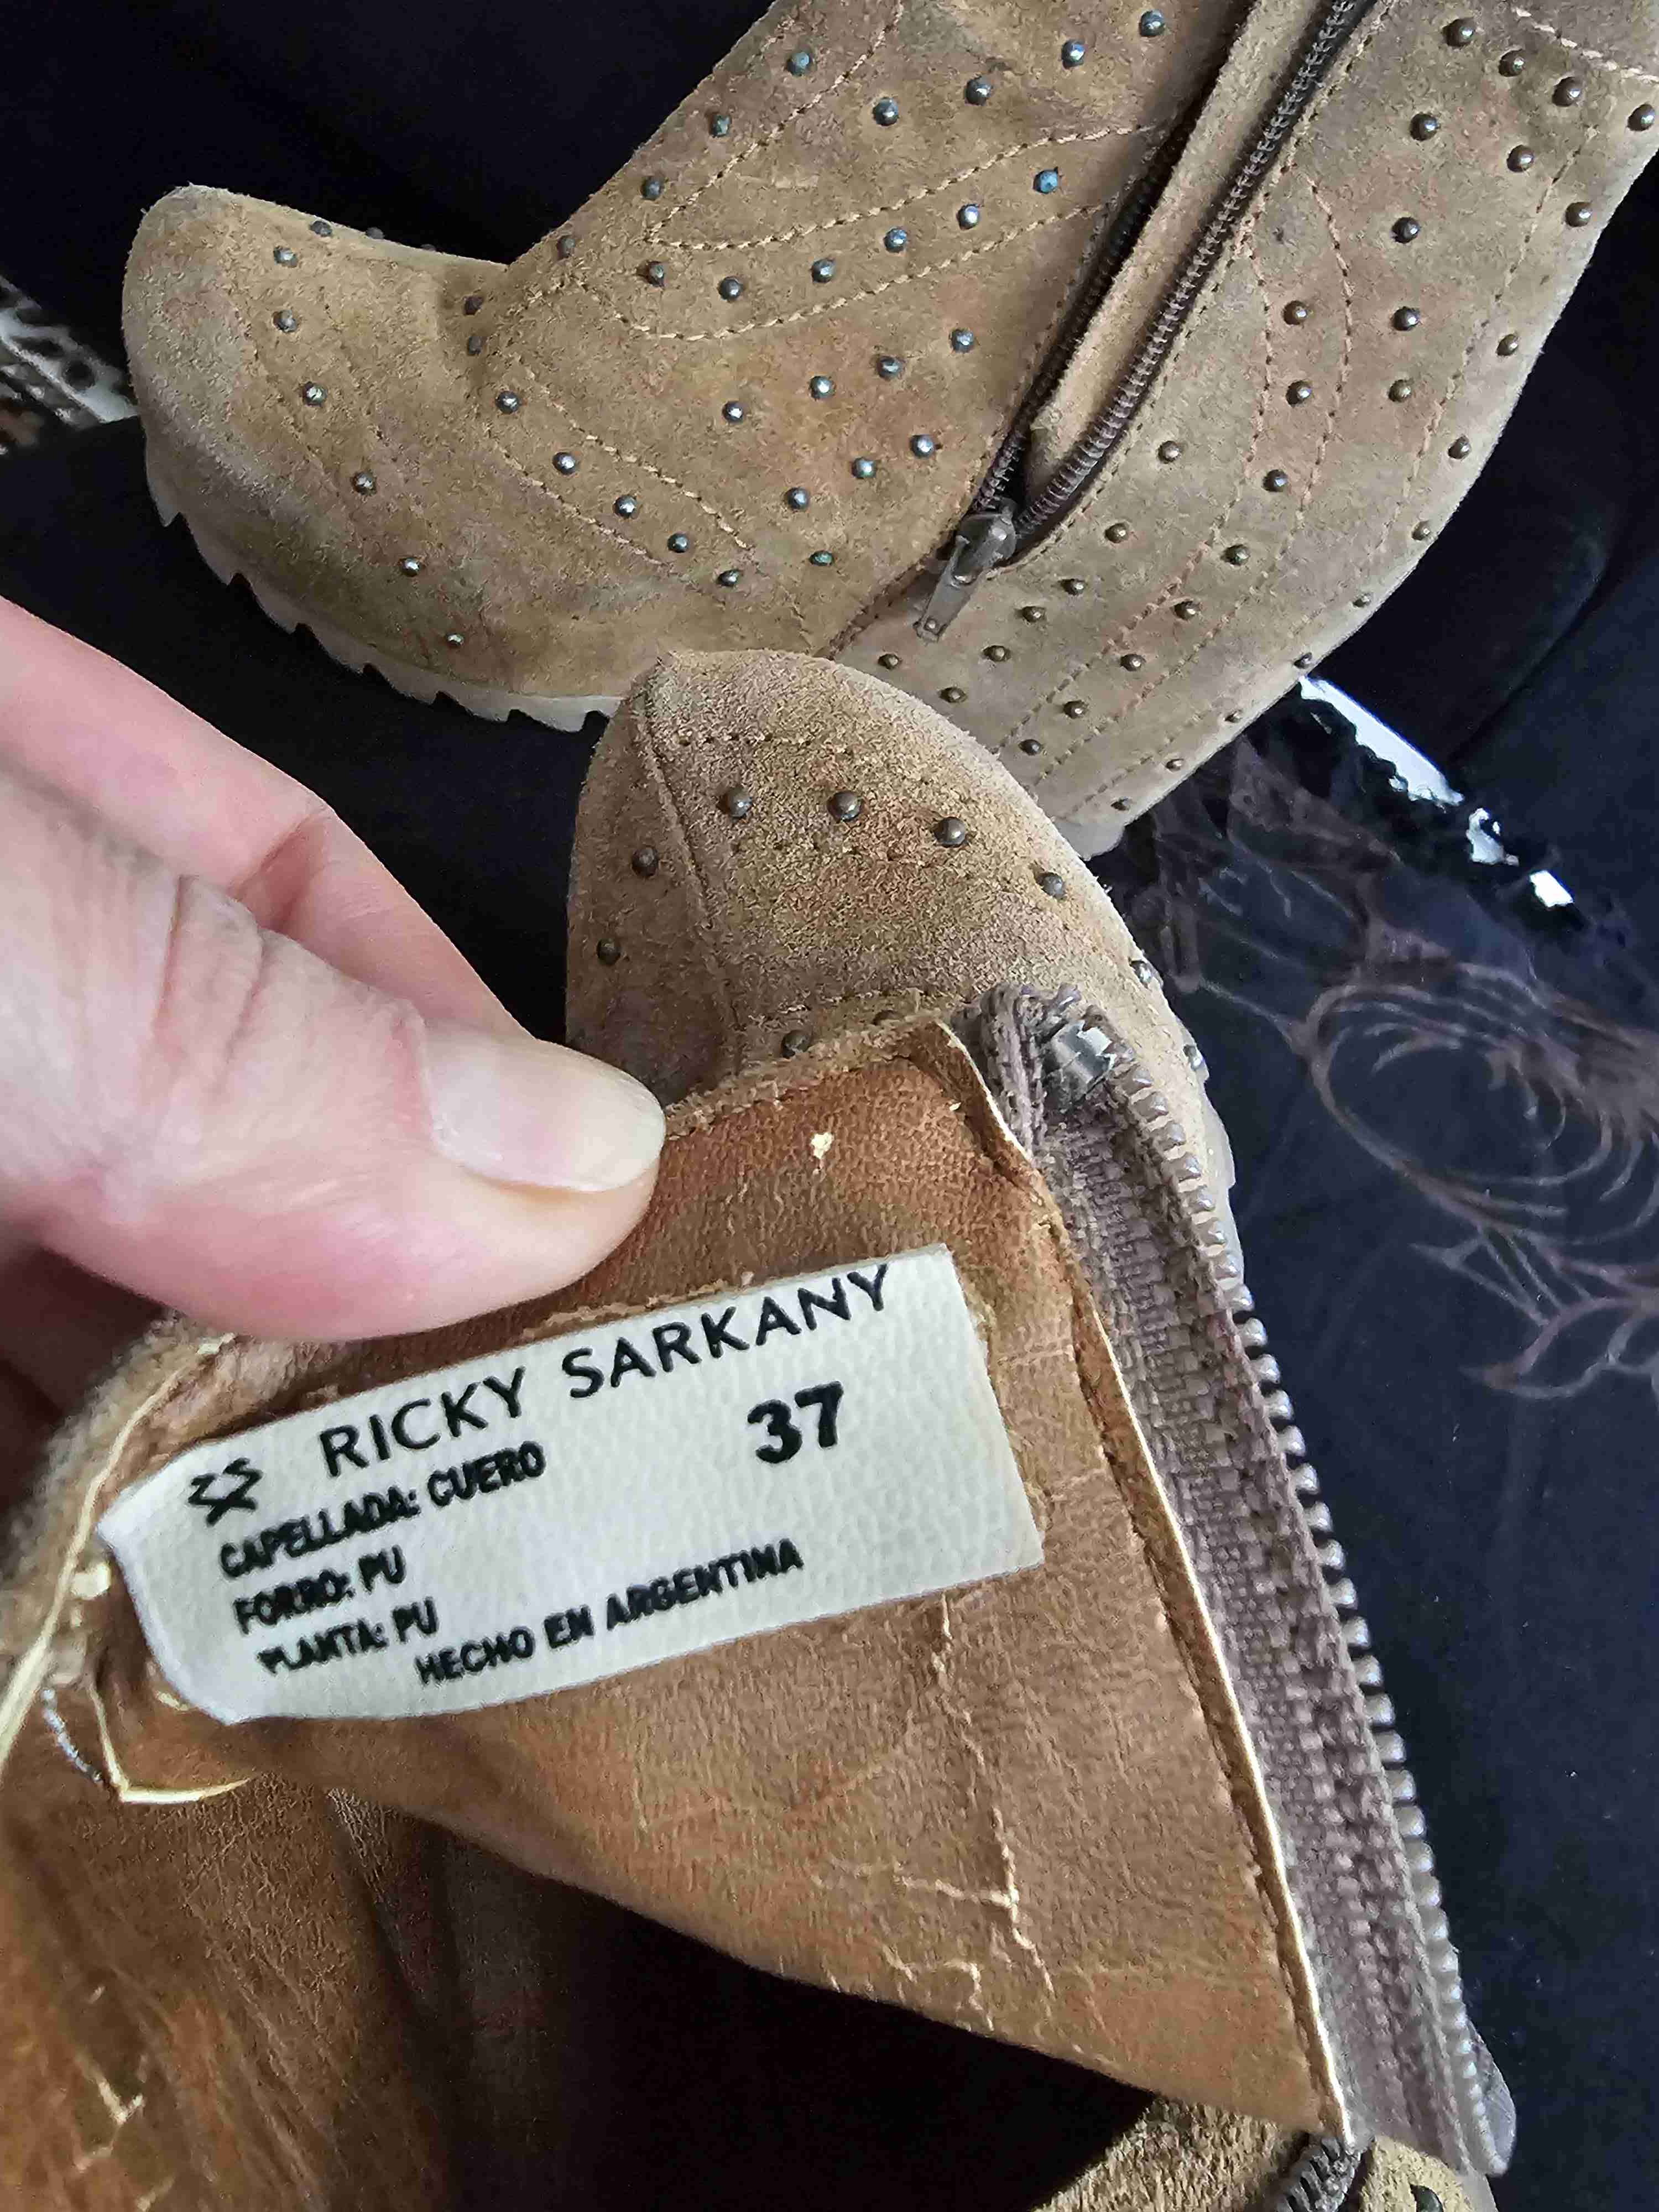 RICKY SARKANY
37
CAPELLADA: CUERO
FORRO: PU
PLANTA: PU
HECHO EN ARGENTINA